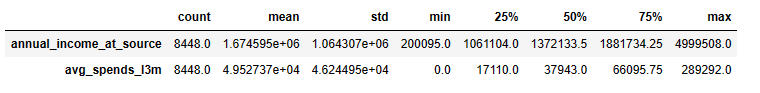 count mean std min 25% 50% 75% max
annual_income_at_source 8448.0 1.674595e+06 1.064307e+06 200095.0 1061104.0 1372133.5 1881734.25 4999508.0
avg_spends_l3m 8448.0 4.952737e+04 4.624495e+04 0.0 17110.0 37943.0 66095.75 289292.0